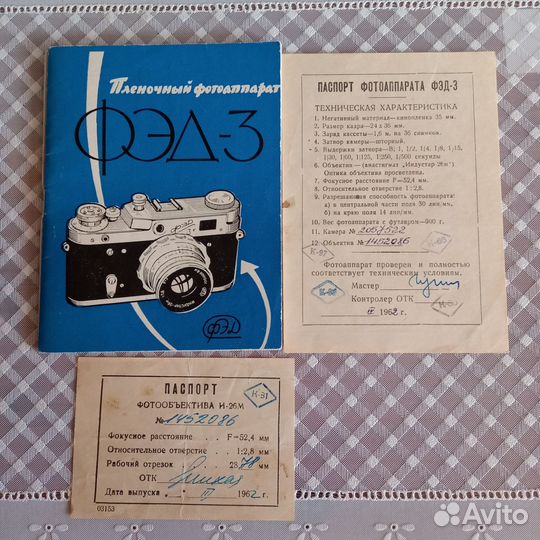 Пленочный фотоаппарат
ФЭД-3
ФЭД
ПАСПОРТ ФОТОАППАРАТА ФЭД-3
ТЕХНИЧЕСКАЯ ХАРАКТЕРИСТИКА
1. Негативный материал—кинопленка 35 мм.
2. Размер кадра—24 x 36 мм.
3. Заряд кассеты—1,6 м. на 36 снимков.
4. Затвор камеры—шторный.
5. Выдержки затвора—В; 1, 1/2, 1/4, 1/8, 1/15,
1/30, 1/60, 1/125, 1/250, 1/500 секунды
6. Объектив—(анастигмат „Индустар 26м")
Оптика объектива просветлена.
7. Фокусное расстояние F=52,4 мм.
8. Относительное отверстие 1:2,8.
9. Разрешающая способность фотоаппарата:
а) в центральной части поля 30 лин/мм,
б) на краю поля 14 лин/мм.
10. Вес фотоаппарата с футляром—900 г.
11. Камера № 2057522
12. Объектив № 1452086
Фотоаппарат проверен и полностью
соответствует техническим условиям.
Мастер
Контролер ОТК
IV 1962 г.
ПАСПОРТ
К-91
ФОТООБЪЕКТИВА И-26М
№ 1452086
Фокусное расстояние . . . F=52,4 мм
Относительное отверстие . . 1:2,8 мм
Рабочий отрезок . . . 28,78 мм
ОТК
Дата выпуска . . IV 1962 г.
03153
Avito